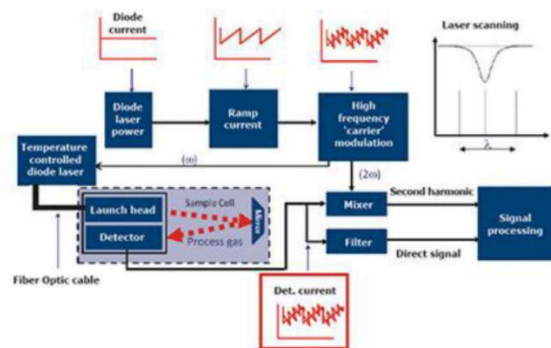 Diode
current
Laser scanning
λ
Diode
laser
power
Ramp
current
High
frequency
'carrier'
modulation
Temperature
controlled
diode laser
(ω)
(2ω)
Launch head
Detector
Sample Cell
Process gas
Mirror
Mixer
Second harmonic
Filter
Direct signal
Signal
processing
Fiber Optic cable
Det. current